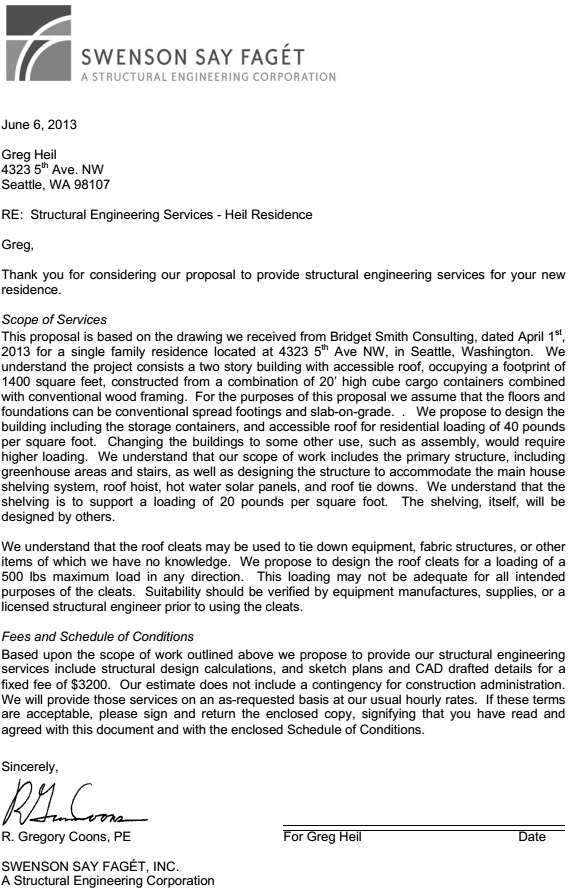 SWENSON SAY FAGÉT
A STRUCTURAL ENGINEERING CORPORATION
June 6, 2013
Greg Heil
4323 5th Ave. NW
Seattle, WA 98107
RE: Structural Engineering Services - Heil Residence
Greg,
Thank you for considering our proposal to provide structural engineering services for your new
residence.
Scope of Services
This proposal is based on the drawing we received from Bridget Smith Consulting, dated April 1st,
2013 for a single family residence located at 4323 5th Ave NW, in Seattle, Washington. We
understand the project consists a two story building with accessible roof, occupying a footprint of
1400 square feet, constructed from a combination of 20' high cube cargo containers combined
with conventional wood framing. For the purposes of this proposal we assume that the floors and
foundations can be conventional spread footings and slab-on-grade. . We propose to design the
building including the storage containers, and accessible roof for residential loading of 40 pounds
per square foot. Changing the buildings to some other use, such as assembly, would require
higher loading. We understand that our scope of work includes the primary structure, including
greenhouse areas and stairs, as well as designing the structure to accommodate the main house
shelving system, roof hoist, hot water solar panels, and roof tie downs. We understand that the
shelving is to support a loading of 20 pounds per square foot. The shelving, itself, will be
designed by others.
We understand that the roof cleats may be used to tie down equipment, fabric structures, or other
items of which we have no knowledge. We propose to design the roof cleats for a loading of a
500 lbs maximum load in any direction. This loading may not be adequate for all intended
purposes of the cleats. Suitability should be verified by equipment manufactures, supplies, or a
licensed structural engineer prior to using the cleats.
Fees and Schedule of Conditions
Based upon the scope of work outlined above we propose to provide our structural engineering
services include structural design calculations, and sketch plans and CAD drafted details for a
fixed fee of $3200. Our estimate does not include a contingency for construction administration.
We will provide those services on an as-requested basis at our usual hourly rates. If these terms
are acceptable, please sign and return the enclosed copy, signifying that you have read and
agreed with this document and with the enclosed Schedule of Conditions.
Sincerely,
R. Gregory Coons, PE
For Greg Heil Date
SWENSON SAY FAGÉT, INC.
A Structural Engineering Corporation